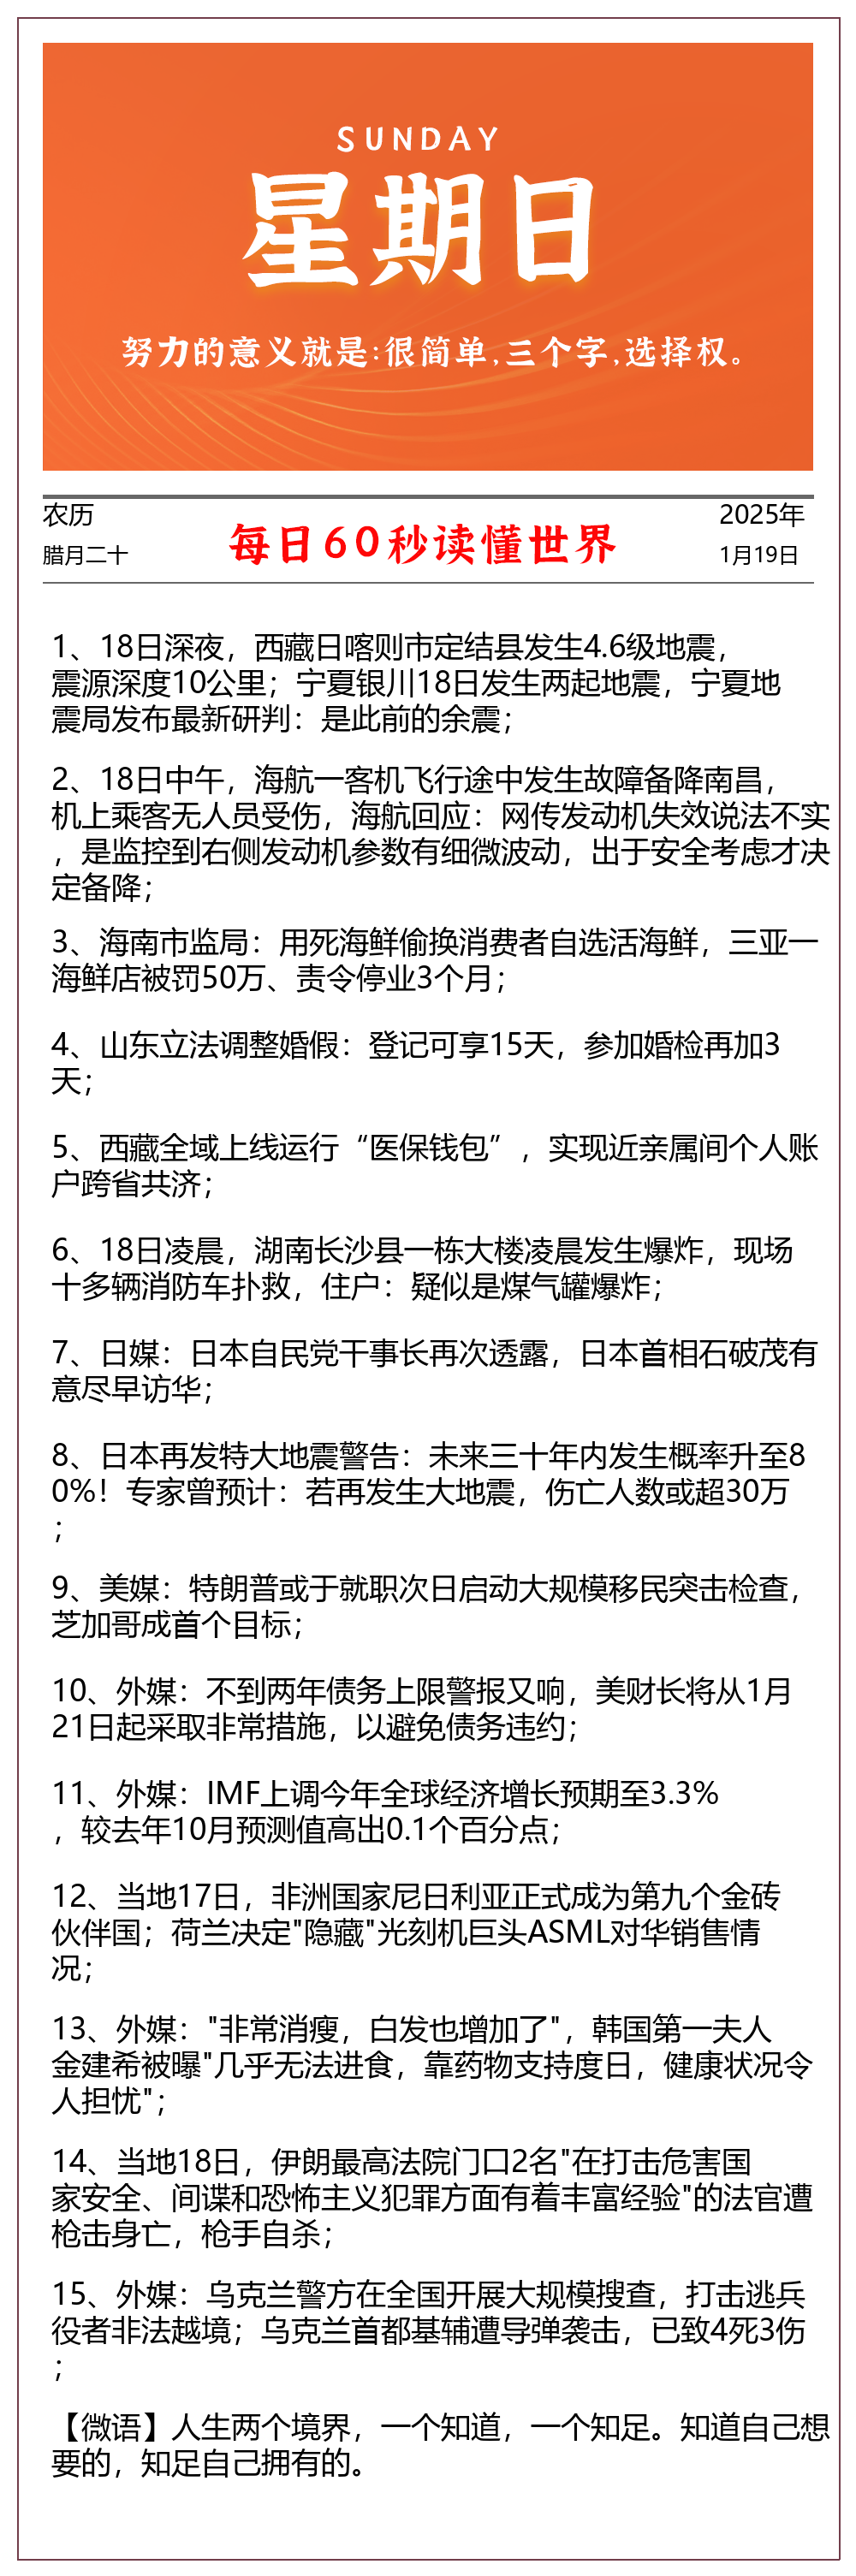 SUNDAY
星期日
努力的意义就是:很简单,三个字,选择权。
农历
腊月二十
每日60秒读懂世界
2025年
1月19日
1、18日深夜，西藏日喀则市定结县发生4.6级地震，
震源深度10公里；宁夏银川18日发生两起地震，宁夏地
震局发布最新研判：是此前的余震；
2、18日中午，海航一客机飞行途中发生故障备降南昌，
机上乘客无人员受伤，海航回应：网传发动机失效说法不实
，是监控到右侧发动机参数有细微波动，出于安全考虑才决
定备降；
3、海南市监局：用死海鲜偷换消费者自选活海鲜，三亚一
海鲜店被罚50万、责令停业3个月；
4、山东立法调整婚假：登记可享15天，参加婚检再加3
天；
5、西藏全域上线运行“医保钱包”，实现近亲属间个人账
户跨省共济；
6、18日凌晨，湖南长沙县一栋大楼凌晨发生爆炸，现场
十多辆消防车扑救，住户：疑似是煤气罐爆炸；
7、日媒：日本自民党干事长再次透露，日本首相石破茂有
意尽早访华；
8、日本再发特大地震警告：未来三十年内发生概率升至8
0%！专家曾预计：若再发生大地震，伤亡人数或超30万
；
9、美媒：特朗普或于就职次日启动大规模移民突击检查，
芝加哥成首个目标；
10、外媒：不到两年债务上限警报又响，美财长将从1月
21日起采取非常措施，以避免债务违约；
11、外媒：IMF上调今年全球经济增长预期至3.3%
，较去年10月预测值高出0.1个百分点；
12、当地17日，非洲国家尼日利亚正式成为第九个金砖
伙伴国；荷兰决定"隐藏"光刻机巨头ASML对华销售情
况；
13、外媒："非常消瘦，白发也增加了"，韩国第一夫人
金建希被曝"几乎无法进食，靠药物支持度日，健康状况令
人担忧"；
14、当地18日，伊朗最高法院门口2名"在打击危害国
家安全、间谍和恐怖主义犯罪方面有着丰富经验"的法官遭
枪击身亡，枪手自杀；
15、外媒：乌克兰警方在全国开展大规模搜查，打击逃兵
役者非法越境；乌克兰首都基辅遭导弹袭击，已致4死3伤
；
【微语】人生两个境界，一个知道，一个知足。知道自己想
要的，知足自己拥有的。